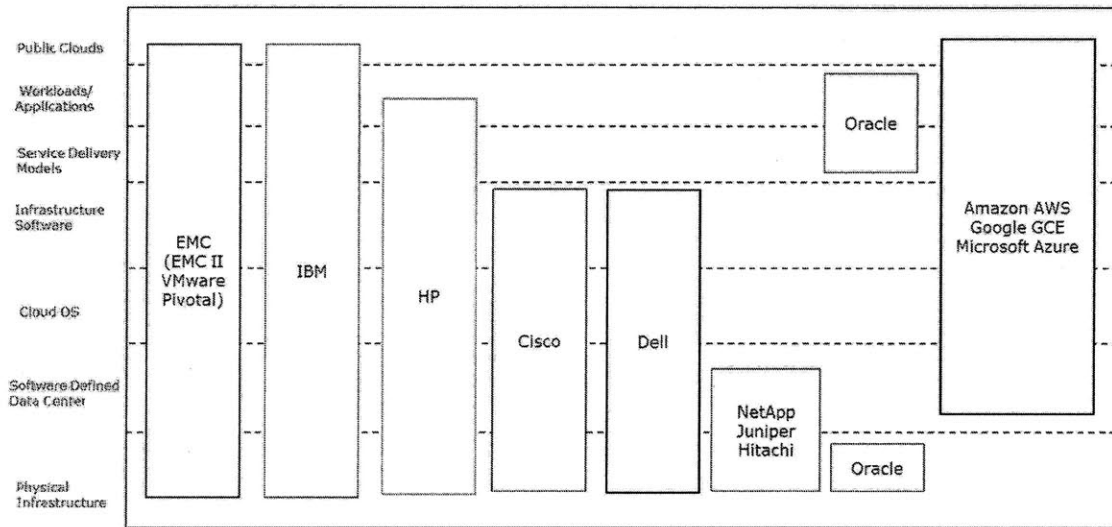 Public Clouds
Workloads/
Applications
Service Delivery
Models
Infrastructure
Software
Cloud OS
Software Defined
Data Center
Physical
Infrastructure
EMC
(EMC II
VMware
Pivotal)
IBM
HP
Cisco
Dell
NetApp
Juniper
Hitachi
Oracle
Oracle
Amazon AWS
Google GCE
Microsoft Azure